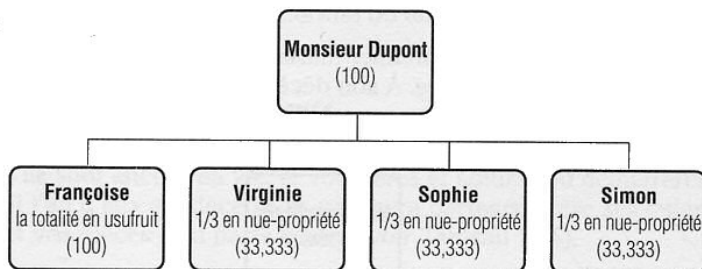 Monsieur Dupont
(100)
Françoise
la totalité en usufruit
(100)
Virginie
1/3 en nue-propriété
(33,333)
Sophie
1/3 en nue-propriété
(33,333)
Simon
1/3 en nue-propriété
(33,333)